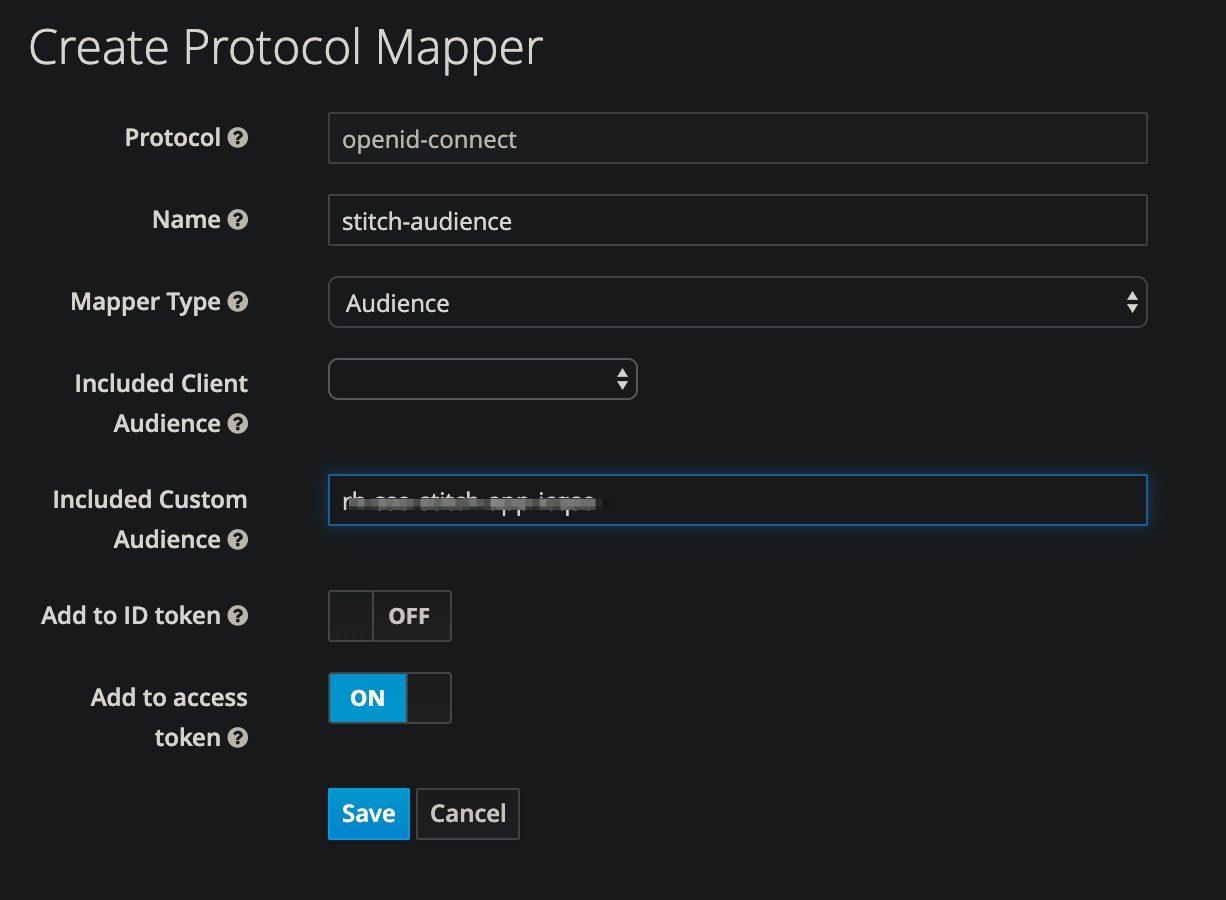 Create Protocol Mapper
Protocol
openid-connect
Name
stitch-audience
Mapper Type
Audience
Included Client
Audience
Included Custom
Audience
Add to ID token
OFF
Add to access
token
ON
Save
Cancel